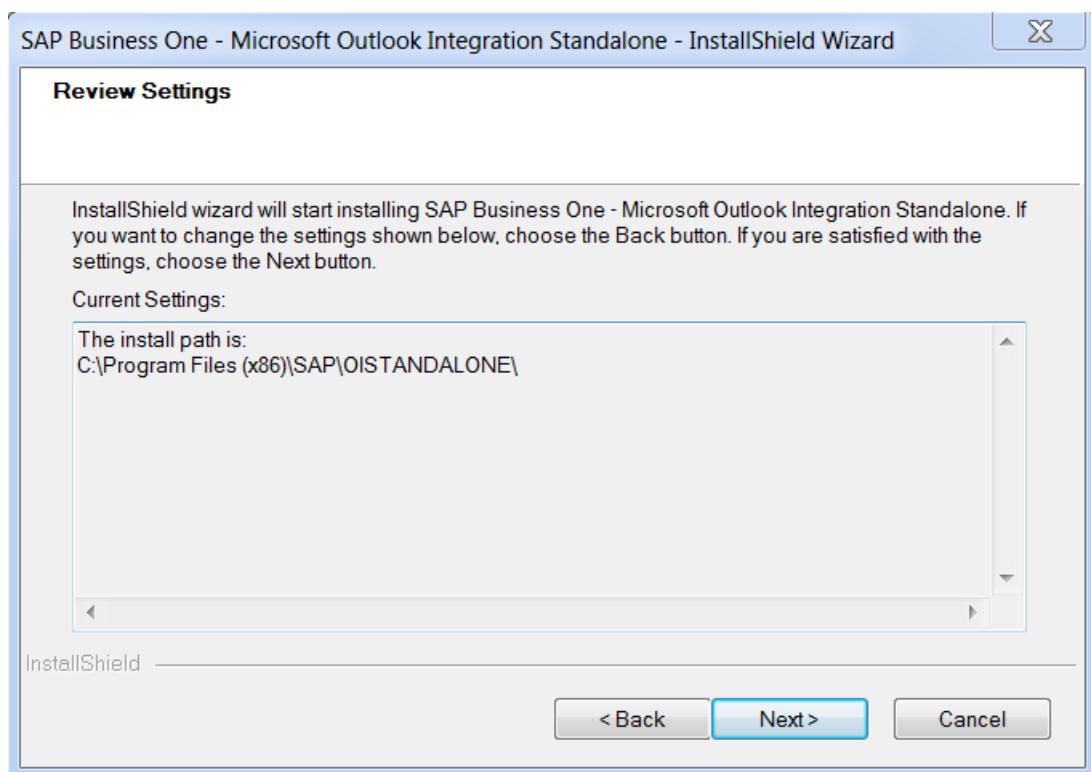 SAP Business One - Microsoft Outlook Integration Standalone - InstallShield Wizard
Review Settings
InstallShield wizard will start installing SAP Business One - Microsoft Outlook Integration Standalone. If
you want to change the settings shown below, choose the Back button. If you are satisfied with the
settings, choose the Next button.
Current Settings:
The install path is:
C:\Program Files (x86)\SAP\OISTANDALONE\
InstallShield
< Back
Next >
Cancel